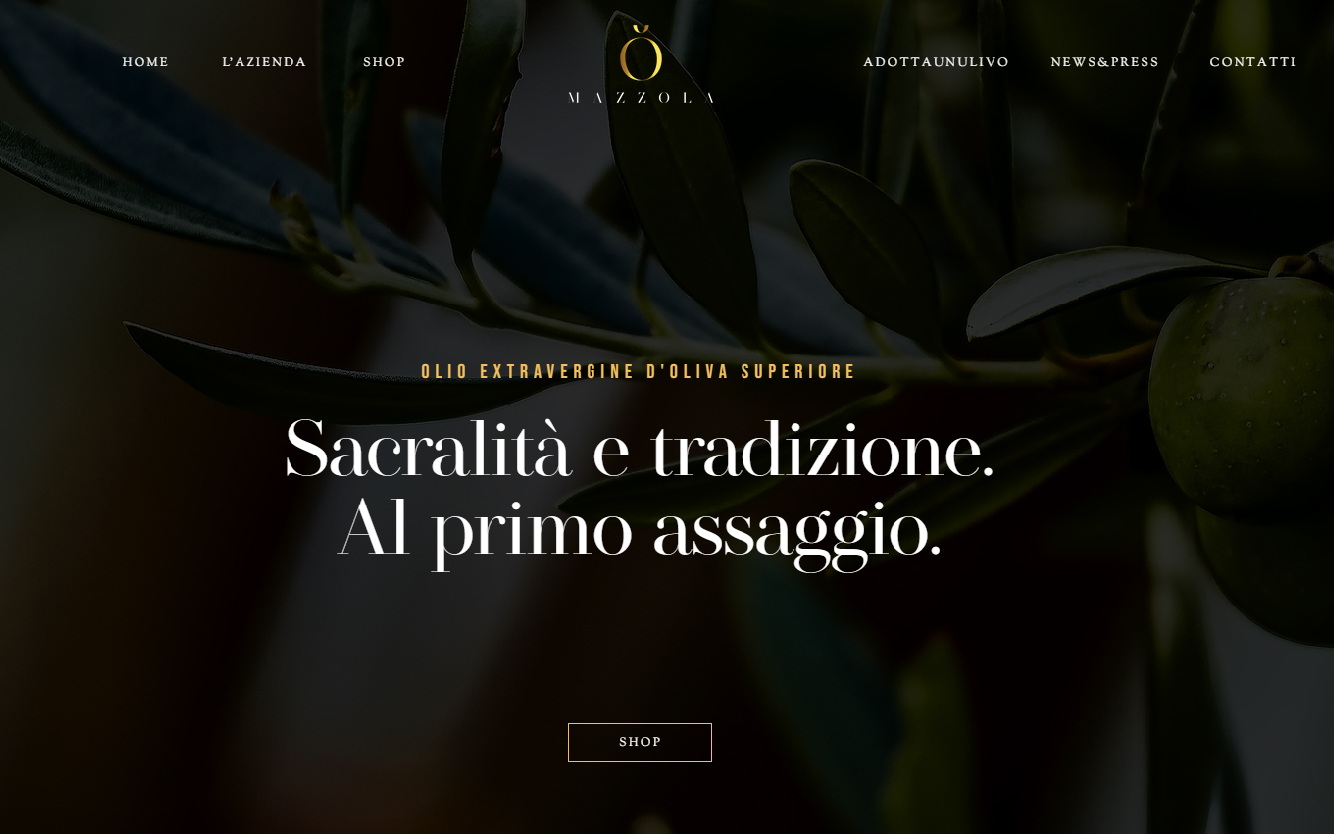 HOME
L'AZIENDA
SHOP
Ŏ
MAZZOLA
ADOTTAUNULIVO
NEWS&PRESS
CONTATTI
OLIO EXTRAVERGINE D'OLIVA SUPERIORE
Sacralità e tradizione.
Al primo assaggio.
SHOP